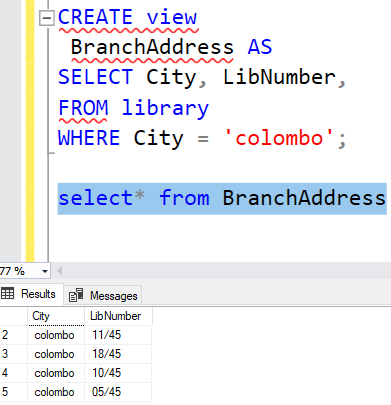 CREATE view
BranchAddress AS
SELECT City, LibNumber,
FROM library
WHERE City = 'colombo';
select* from BranchAddress
77 %
Results Messages
City LibNumber
2 colombo 11/45
3 colombo 18/45
4 colombo 10/45
5 colombo 05/45